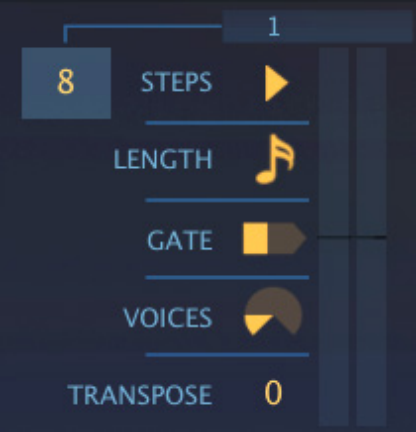 1
8 STEPS
LENGTH
GATE
VOICES
TRANSPOSE 0